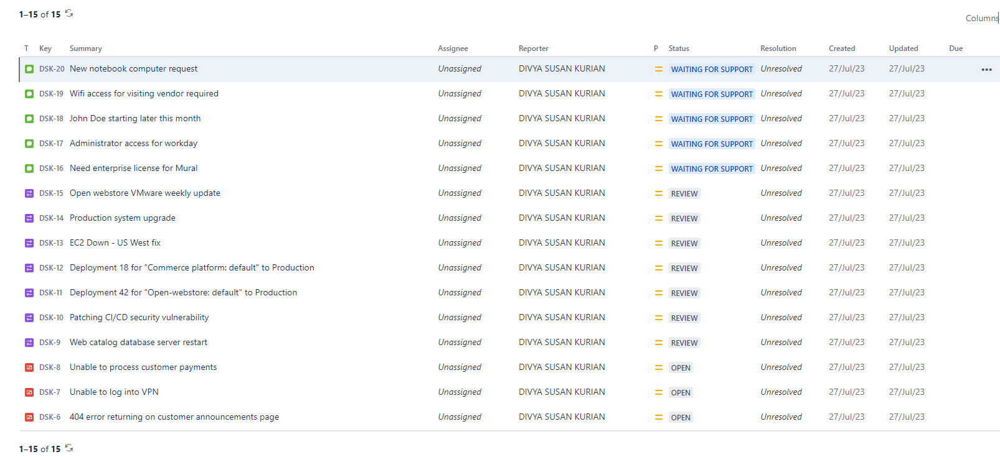 1–15 of 15
Columns
T Key Summary Assignee Reporter P Status Resolution Created Updated Due
DSK-20 New notebook computer request Unassigned DIVYA SUSAN KURIAN WAITING FOR SUPPORT Unresolved 27/Jul/23 27/Jul/23
DSK-19 Wifi access for visiting vendor required Unassigned DIVYA SUSAN KURIAN WAITING FOR SUPPORT Unresolved 27/Jul/23 27/Jul/23
DSK-18 John Doe starting later this month Unassigned DIVYA SUSAN KURIAN WAITING FOR SUPPORT Unresolved 27/Jul/23 27/Jul/23
DSK-17 Administrator access for workday Unassigned DIVYA SUSAN KURIAN WAITING FOR SUPPORT Unresolved 27/Jul/23 27/Jul/23
DSK-16 Need enterprise license for Mural Unassigned DIVYA SUSAN KURIAN WAITING FOR SUPPORT Unresolved 27/Jul/23 27/Jul/23
DSK-15 Open webstore VMware weekly update Unassigned DIVYA SUSAN KURIAN REVIEW Unresolved 27/Jul/23 27/Jul/23
DSK-14 Production system upgrade Unassigned DIVYA SUSAN KURIAN REVIEW Unresolved 27/Jul/23 27/Jul/23
DSK-13 EC2 Down - US West fix Unassigned DIVYA SUSAN KURIAN REVIEW Unresolved 27/Jul/23 27/Jul/23
DSK-12 Deployment 18 for "Commerce platform: default" to Production Unassigned DIVYA SUSAN KURIAN REVIEW Unresolved 27/Jul/23 27/Jul/23
DSK-11 Deployment 42 for "Open-webstore: default" to Production Unassigned DIVYA SUSAN KURIAN REVIEW Unresolved 27/Jul/23 27/Jul/23
DSK-10 Patching CI/CD security vulnerability Unassigned DIVYA SUSAN KURIAN REVIEW Unresolved 27/Jul/23 27/Jul/23
DSK-9 Web catalog database server restart Unassigned DIVYA SUSAN KURIAN REVIEW Unresolved 27/Jul/23 27/Jul/23
DSK-8 Unable to process customer payments Unassigned DIVYA SUSAN KURIAN OPEN Unresolved 27/Jul/23 27/Jul/23
DSK-7 Unable to log into VPN Unassigned DIVYA SUSAN KURIAN OPEN Unresolved 27/Jul/23 27/Jul/23
DSK-6 404 error returning on customer announcements page Unassigned DIVYA SUSAN KURIAN OPEN Unresolved 27/Jul/23 27/Jul/23
1–15 of 15